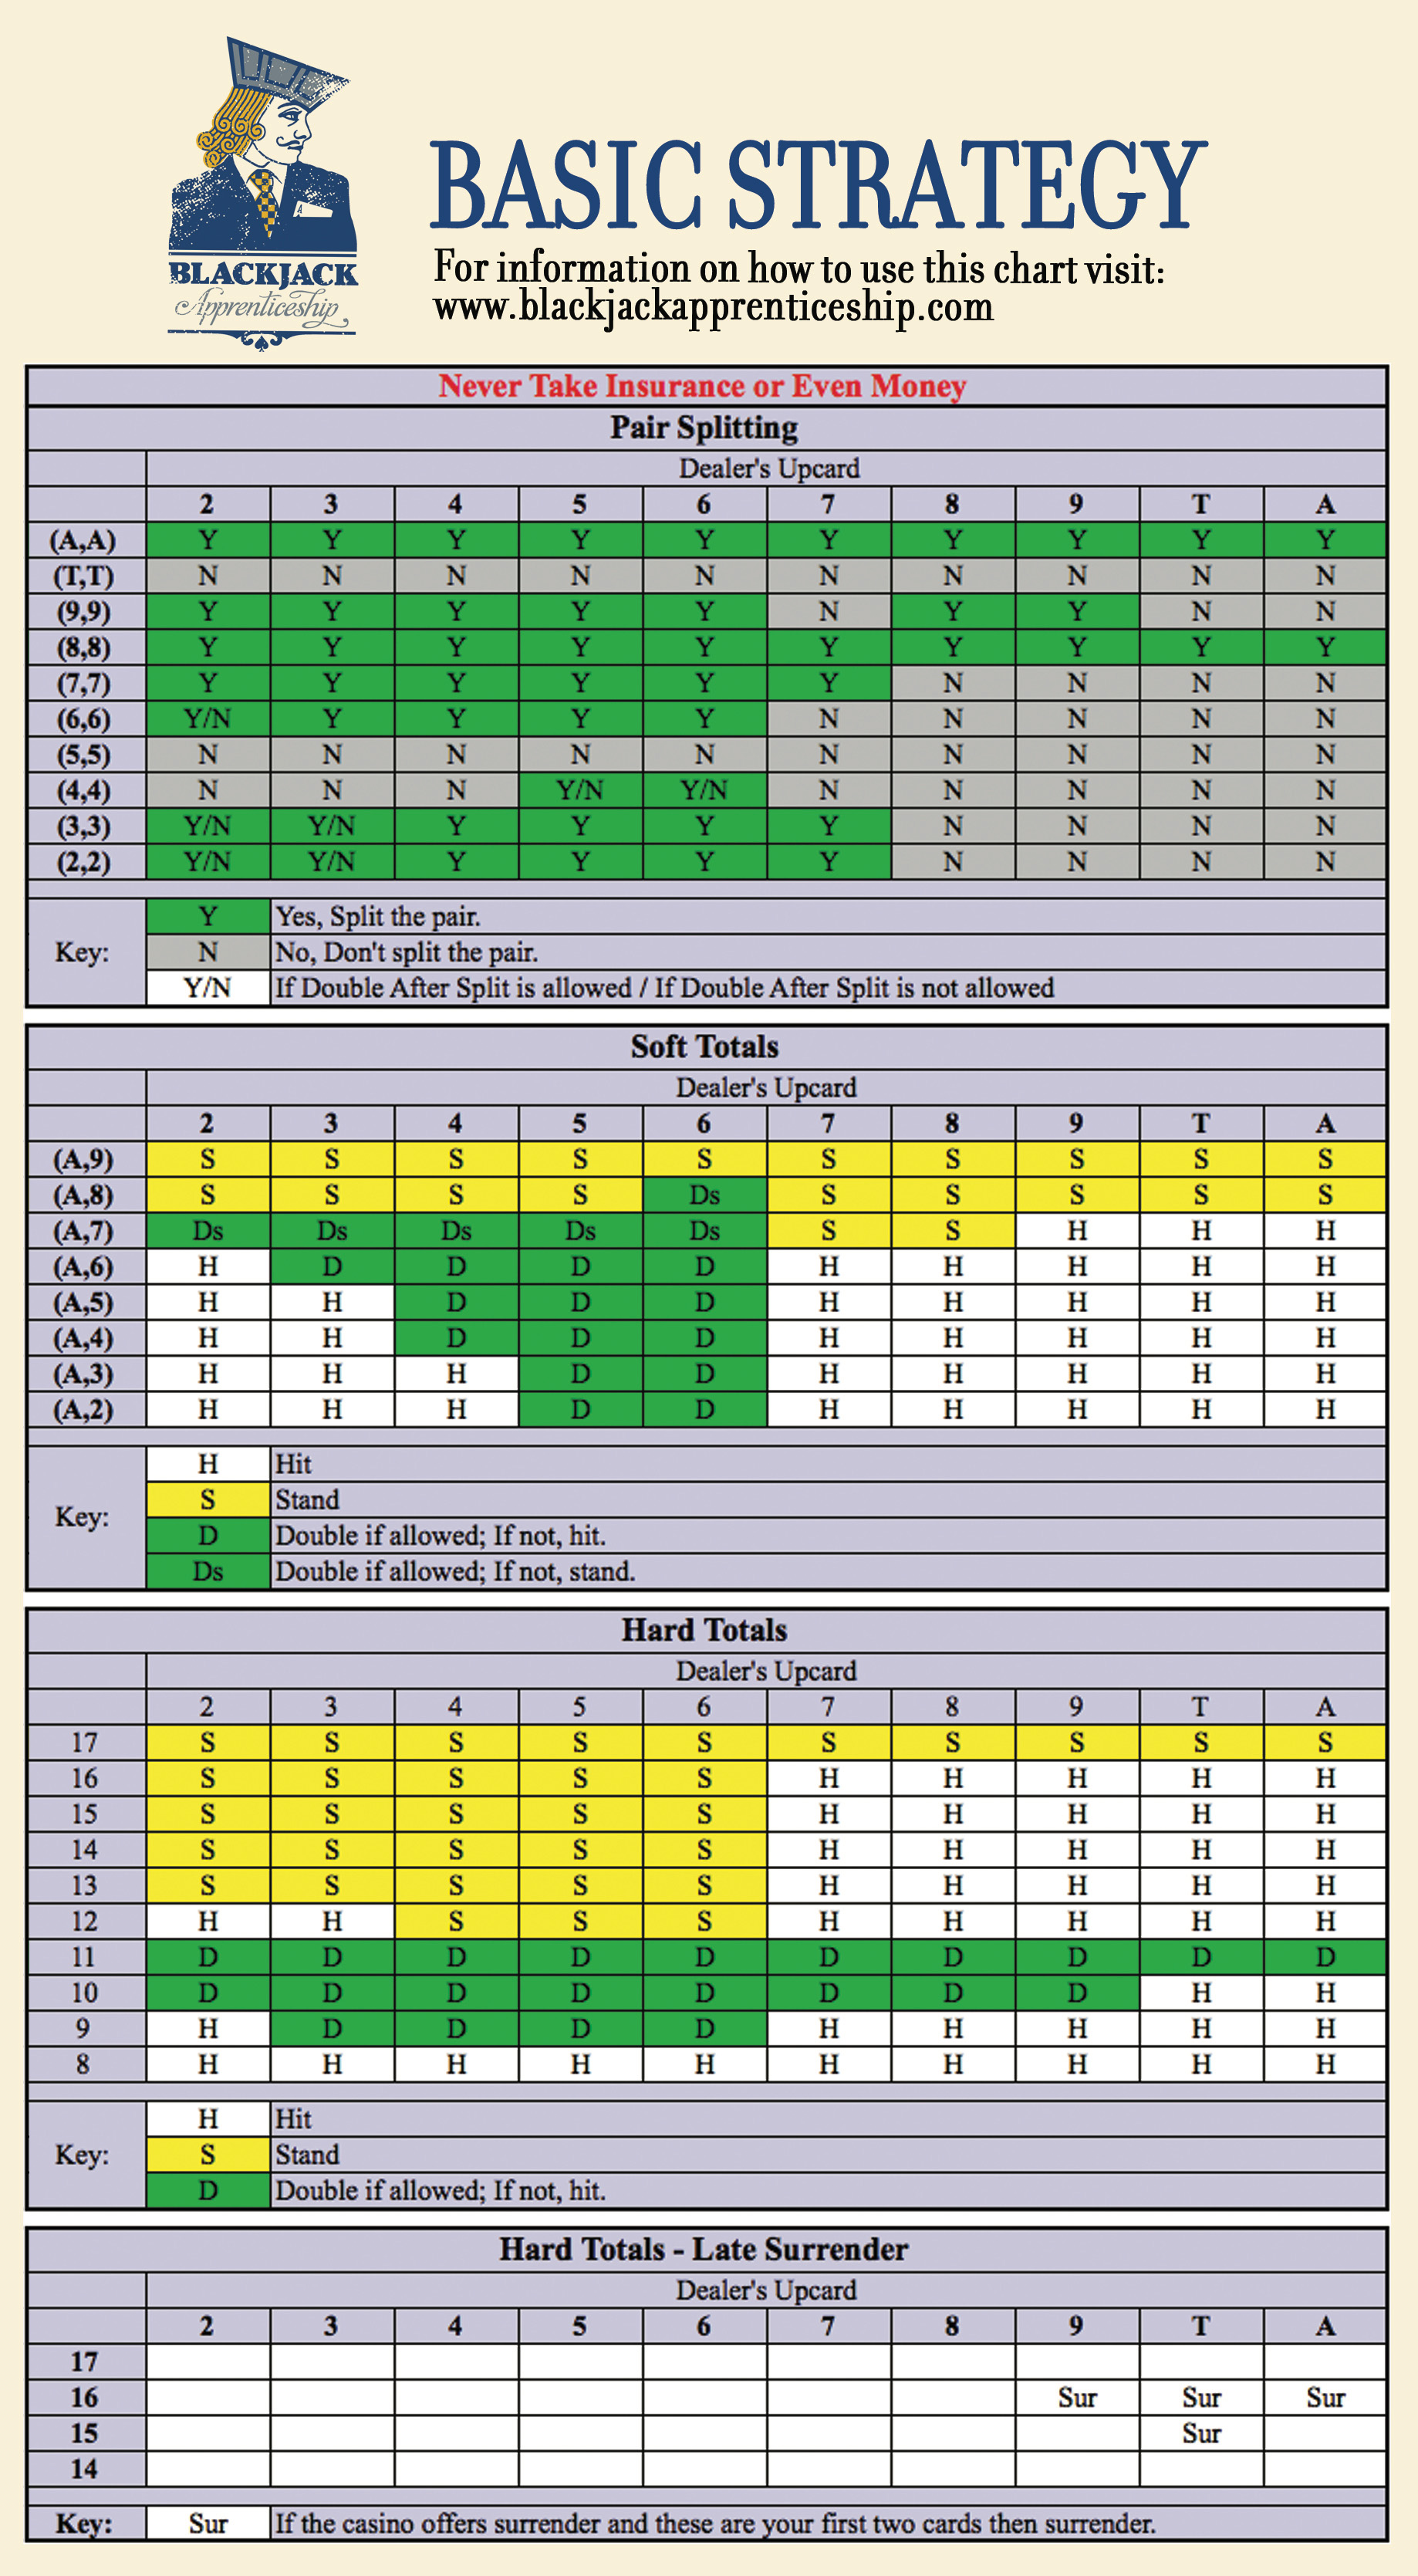 BLACKJACK
Apprenticeship
BASIC STRATEGY
For information on how to use this chart visit:
www.blackjackapprenticeship.com
Never Take Insurance or Even Money
Pair Splitting
Dealer's Upcard
2 3 4 5 6 7 8 9 T A
(A,A) Y Y Y Y Y Y Y Y Y Y
(T,T) N N N N N N N N N N
(9,9) Y Y Y Y Y N Y Y N N
(8,8) Y Y Y Y Y Y Y Y Y Y
(7,7) Y Y Y Y Y Y N N N N
(6,6) Y/N Y Y Y Y N N N N N
(5,5) N N N N N N N N N N
(4,4) N N N Y/N Y/N N N N N N
(3,3) Y/N Y/N Y Y Y Y N N N N
(2,2) Y/N Y/N Y Y Y Y N N N N
Key:
Y Yes, Split the pair.
N No, Don't split the pair.
Y/N If Double After Split is allowed / If Double After Split is not allowed
Soft Totals
Dealer's Upcard
2 3 4 5 6 7 8 9 T A
(A,9) S S S S S S S S S S
(A,8) S S S S Ds S S S S S
(A,7) Ds Ds Ds Ds Ds S S H H H
(A,6) H D D D D H H H H H
(A,5) H H D D D H H H H H
(A,4) H H D D D H H H H H
(A,3) H H H D D H H H H H
(A,2) H H H D D H H H H H
Key:
H Hit
S Stand
D Double if allowed; If not, hit.
Ds Double if allowed; If not, stand.
Hard Totals
Dealer's Upcard
2 3 4 5 6 7 8 9 T A
17 S S S S S S S S S S
16 S S S S S H H H H H
15 S S S S S H H H H H
14 S S S S S H H H H H
13 S S S S S H H H H H
12 H H S S S H H H H H
11 D D D D D D D D D D
10 D D D D D D D D H H
9 H D D D D H H H H H
8 H H H H H H H H H H
Key:
H Hit
S Stand
D Double if allowed; If not, hit.
Hard Totals - Late Surrender
Dealer's Upcard
2 3 4 5 6 7 8 9 T A
17
16 Sur Sur Sur
15 Sur
14
Key: Sur If the casino offers surrender and these are your first two cards then surrender.